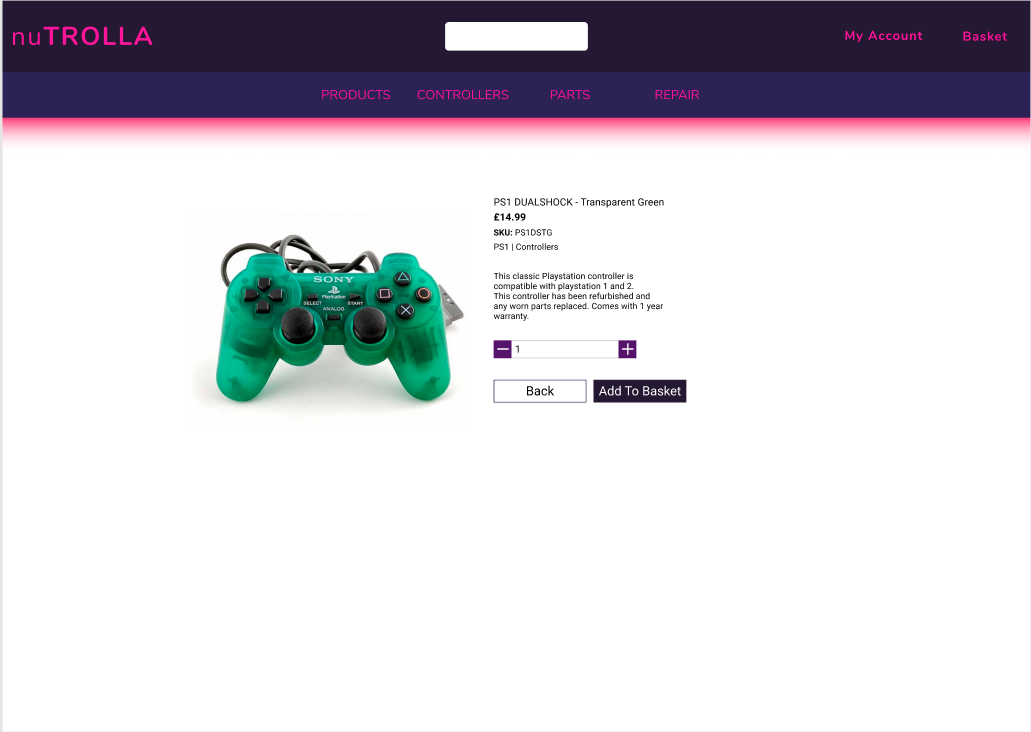 nuTROLLA
My Account
Basket
PRODUCTS
CONTROLLERS
PARTS
REPAIR
PS1 DUALSHOCK - Transparent Green
£14.99
SKU: PS1DSTG
PS1 | Controllers
This classic Playstation controller is
compatible with playstation 1 and 2.
This controller has been refurbished and
any worn parts replaced. Comes with 1 year
warranty.
1
Back
Add To Basket
SONY
PlayStation
SELECT
START
ANALOG